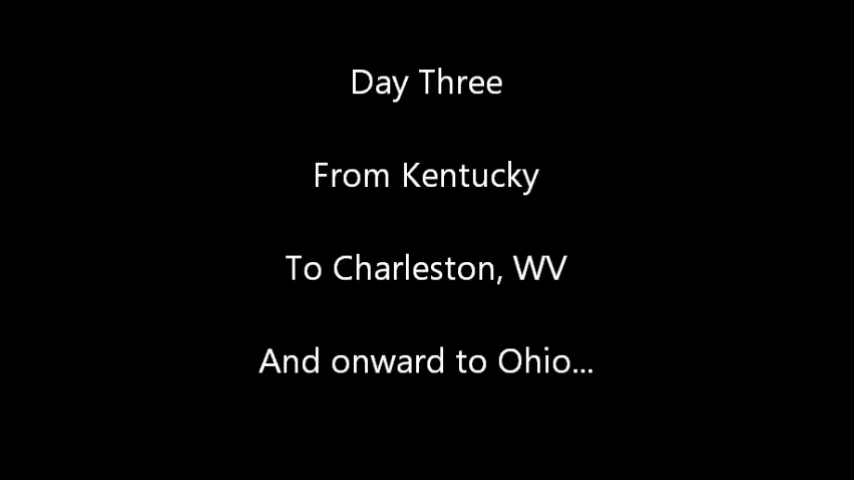 Day Three
From Kentucky
To Charleston, WV
And onward to Ohio...